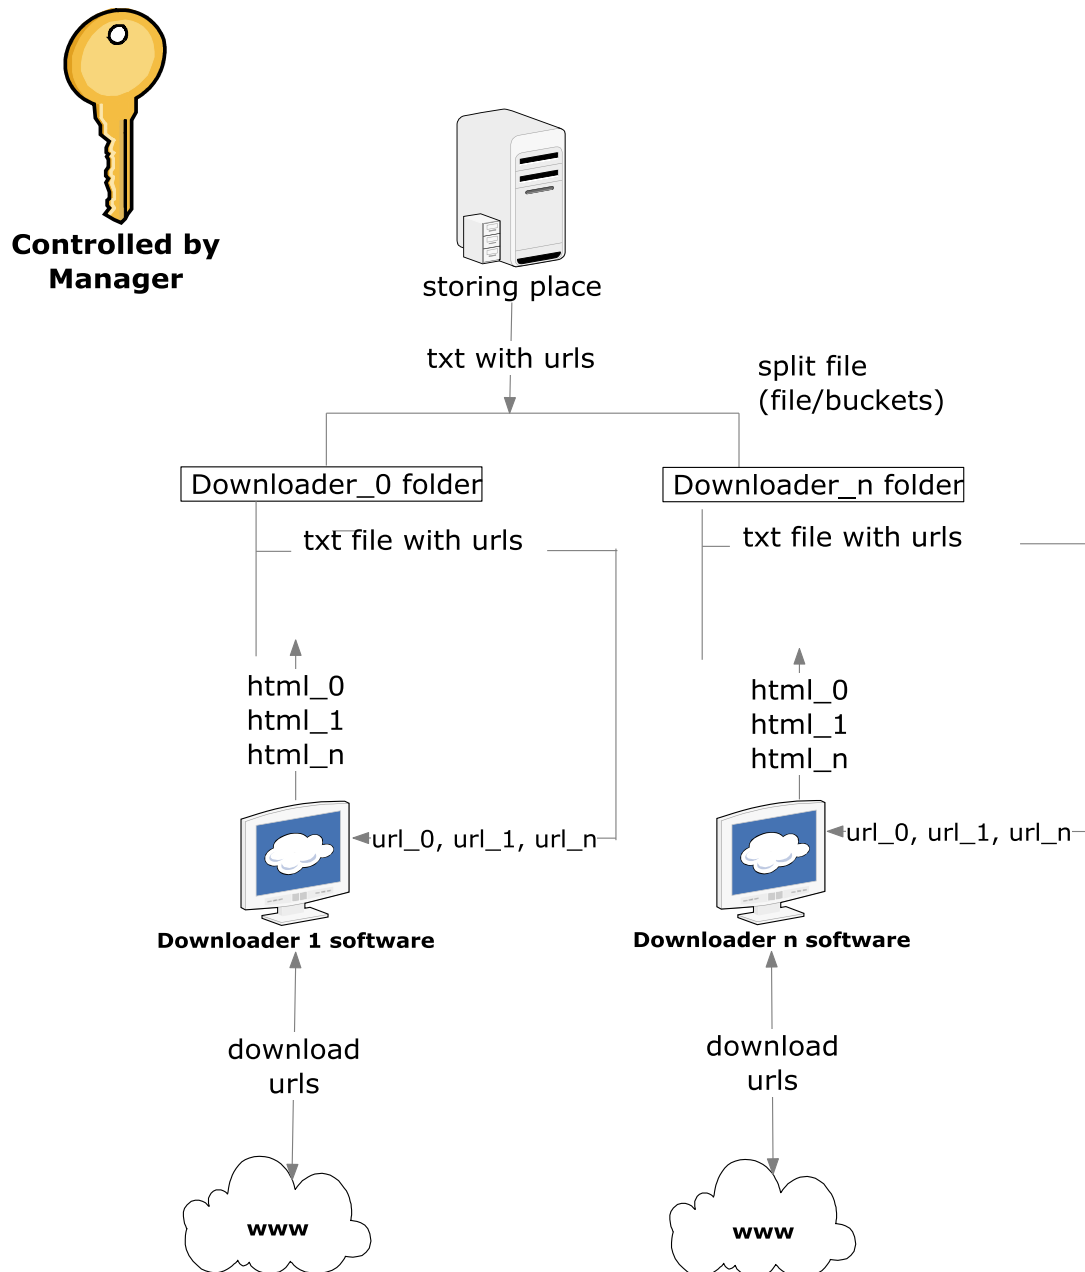 Controlled by
Manager
storing place
txt with urls
split file
(file/buckets)
Downloader_0 folder
Downloader_n folder
txt file with urls
txt file with urls
html_0
html_1
html_n
html_0
html_1
html_n
url_0, url_1, url_n
url_0, url_1, url_n
Downloader 1 software
Downloader n software
download
urls
download
urls
www
www